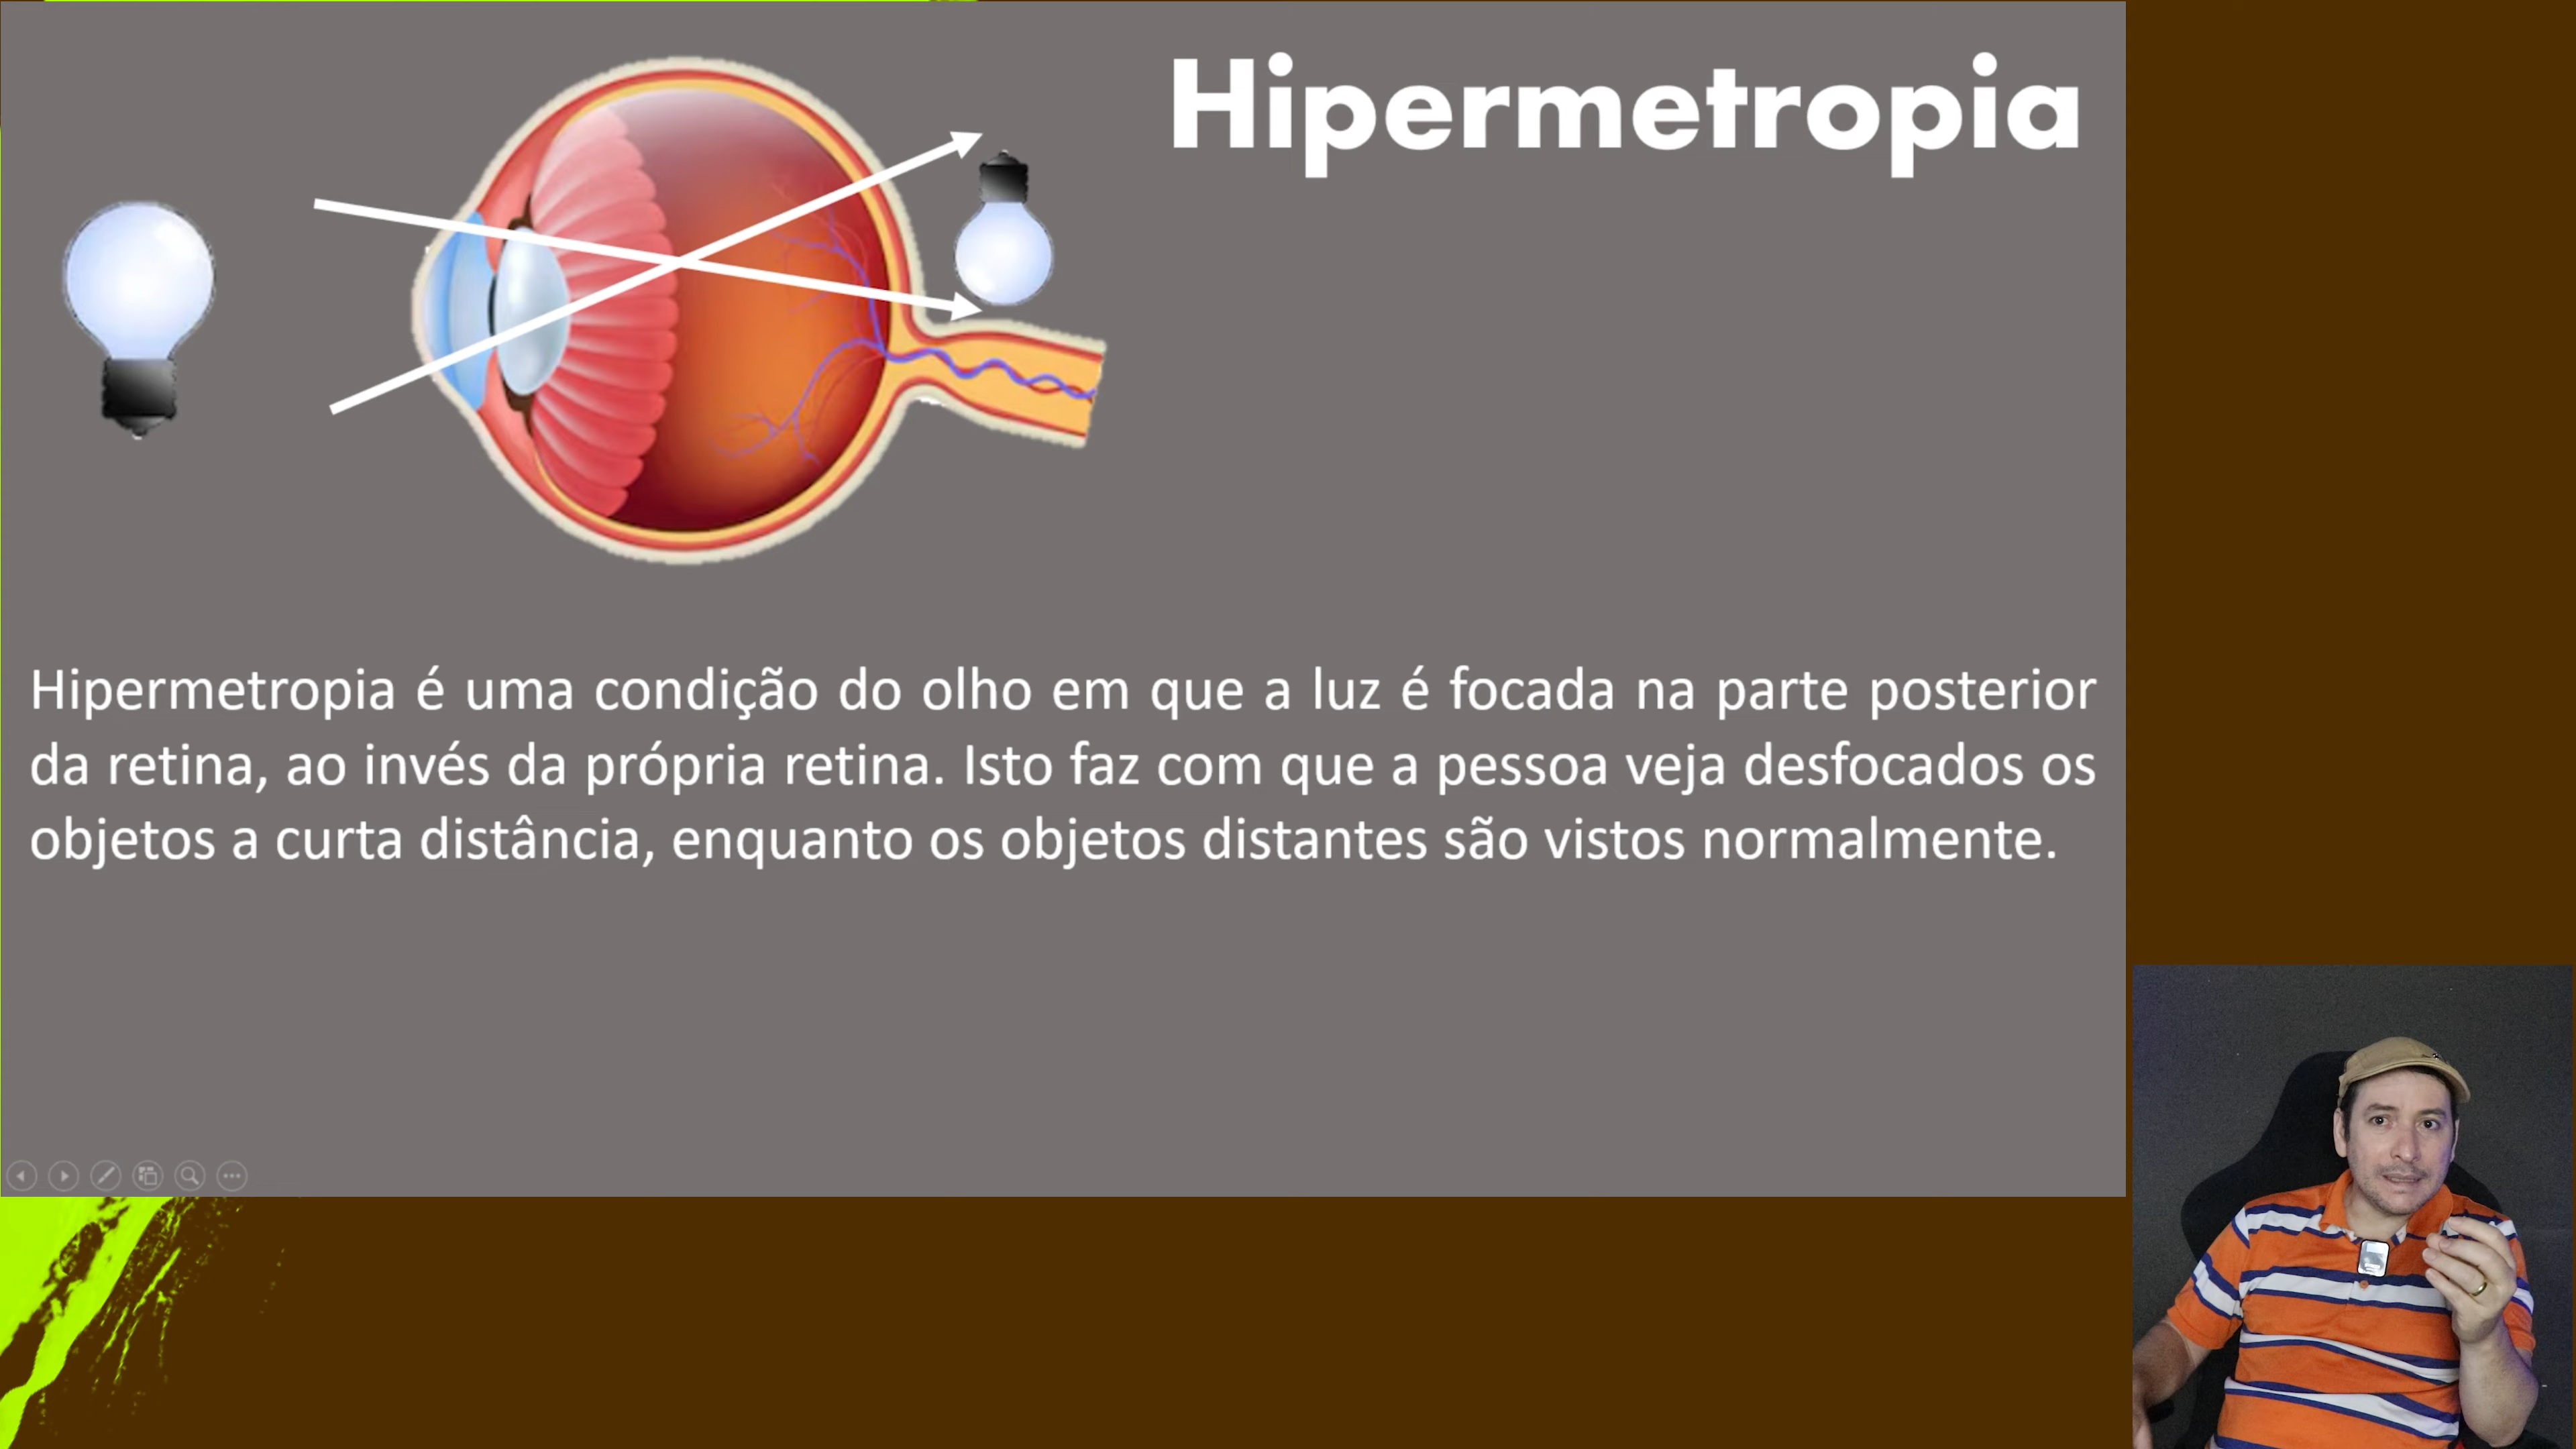 Hipermetropia
Hipermetropia é uma condição do olho em que a luz é focada na parte posterior
da retina, ao invés da própria retina. Isto faz com que a pessoa veja desfocados os
objetos a curta distância, enquanto os objetos distantes são vistos normalmente.